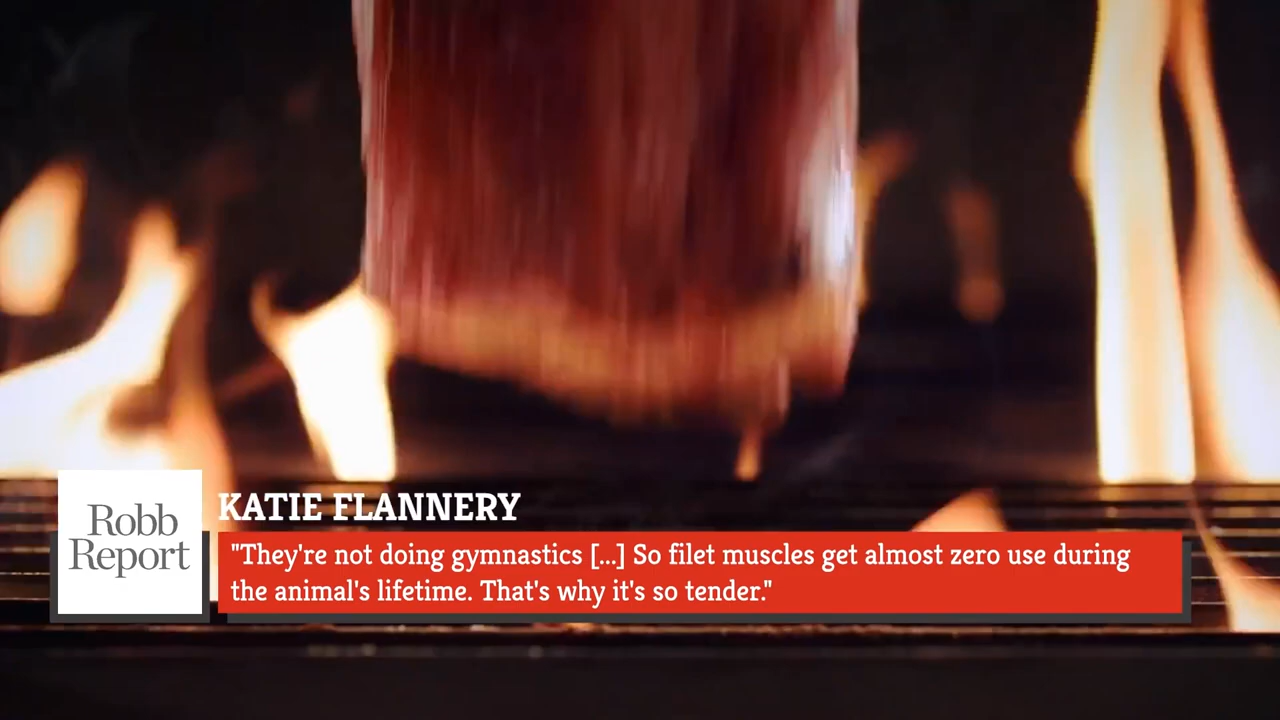 Robb
Report
KATIE FLANNERY
"They're not doing gymnastics [...] So filet muscles get almost zero use during
the animal's lifetime. That's why it's so tender."